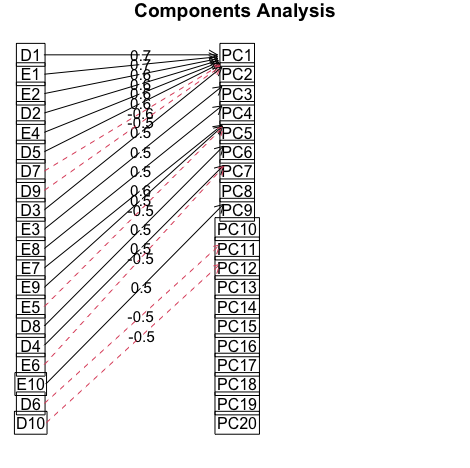 Components Analysis
D1 0.7 PC1
E1 0.7 PC2
E2 0.6 PC3
D2 0.6 PC4
E4 0.6 PC5
D5 0.6 PC6
D7 -0.6 PC7
D9 -0.5 PC8
D3 0.5 PC9
E3 0.5 PC10
E8 0.5 PC11
E7 0.6 PC12
E9 0.5 PC13
E5 -0.5 PC14
D8 0.5 PC15
D4 0.5 PC16
E6 -0.5 PC17
E10 0.5 PC18
D6 -0.5 PC19
D10 -0.5 PC20